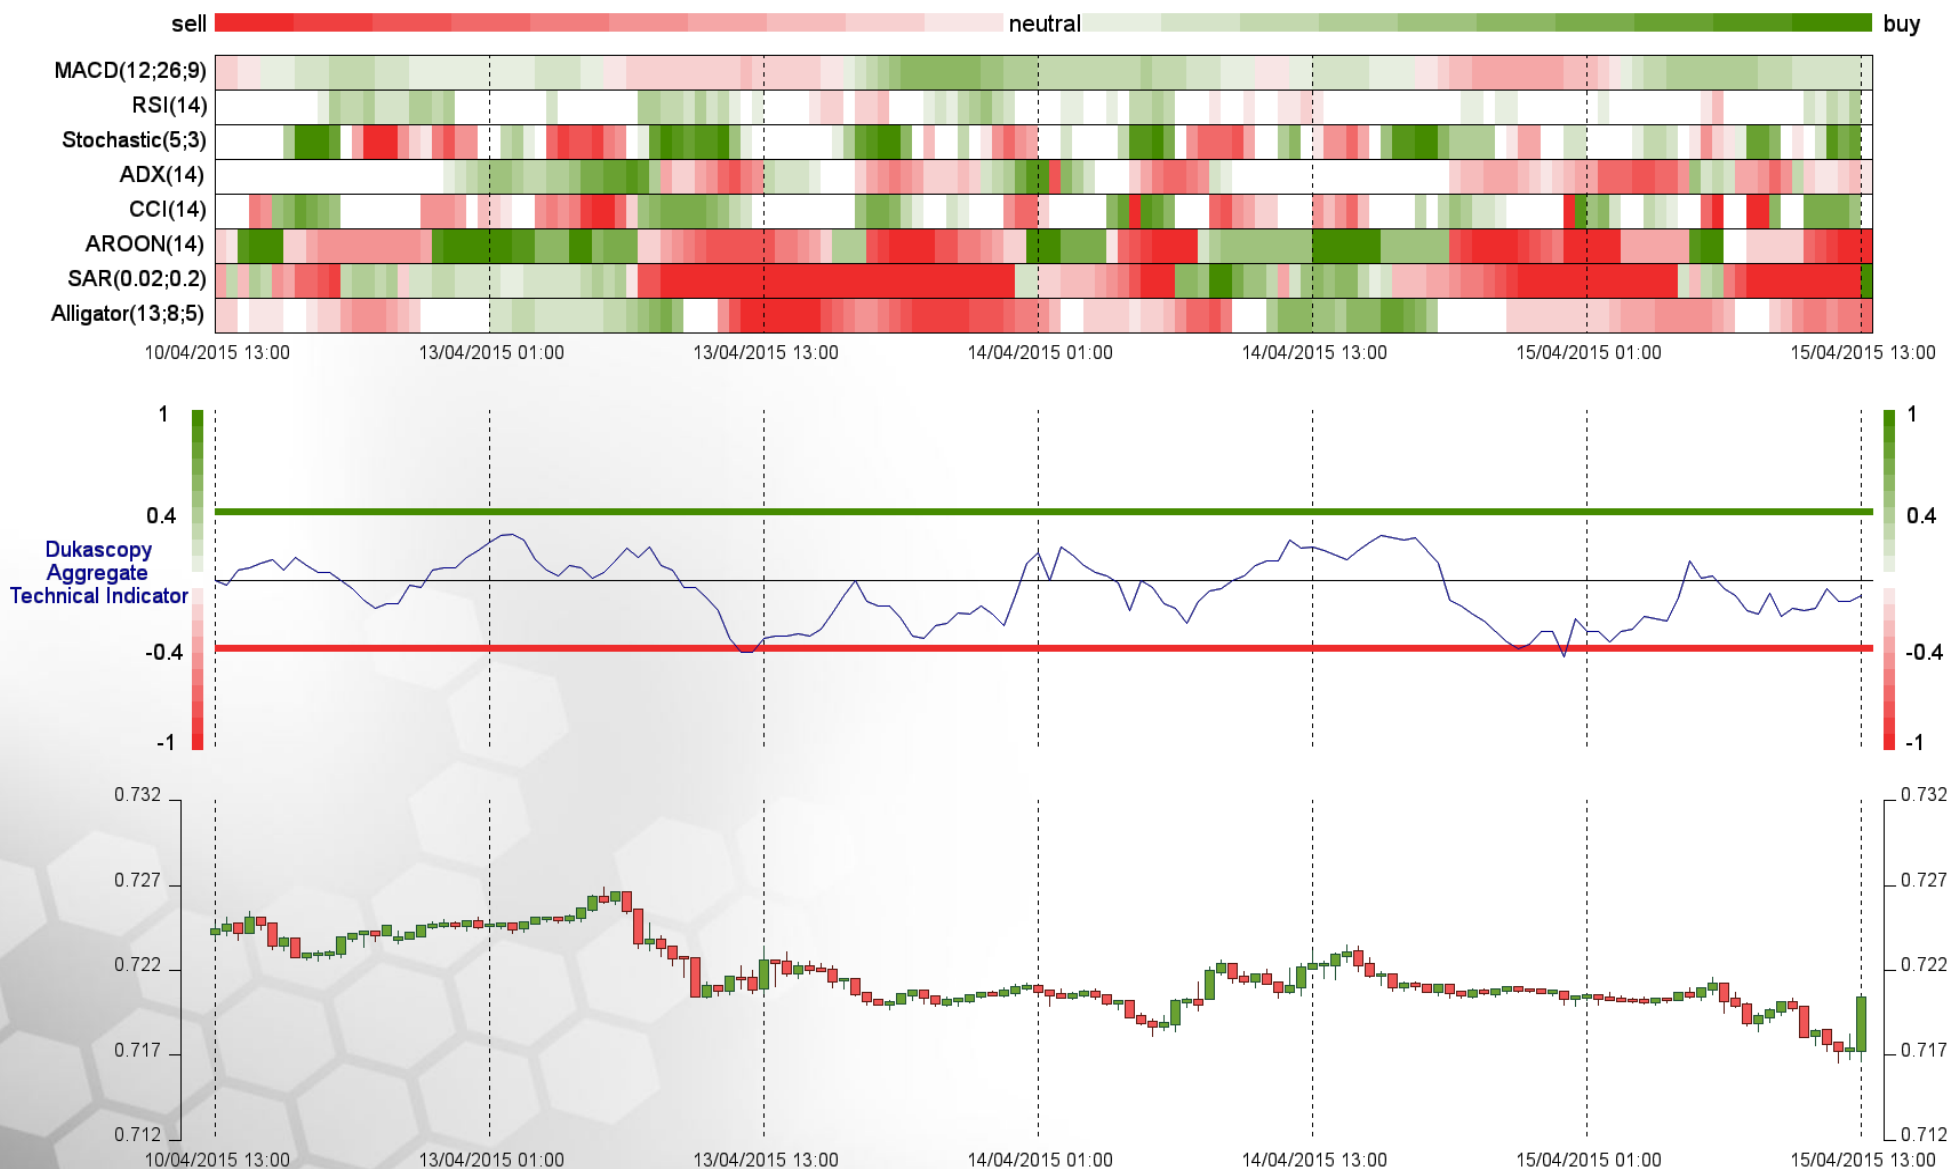 sell neutral buy
MACD(12;26;9)
RSI(14)
Stochastic(5;3)
ADX(14)
CCI(14)
AROON(14)
SAR(0.02;0.2)
Alligator(13;8;5)
10/04/2015 13:00 13/04/2015 01:00 13/04/2015 13:00 14/04/2015 01:00 14/04/2015 13:00 15/04/2015 01:00 15/04/2015 13:00
1 1
0.4 0.4
Dukascopy
Aggregate
Technical Indicator
-0.4 -0.4
-1 -1
0.732 0.732
0.727 0.727
0.722 0.722
0.717 0.717
0.712 0.712
10/04/2015 13:00 13/04/2015 01:00 13/04/2015 13:00 14/04/2015 01:00 14/04/2015 13:00 15/04/2015 01:00 15/04/2015 13:00